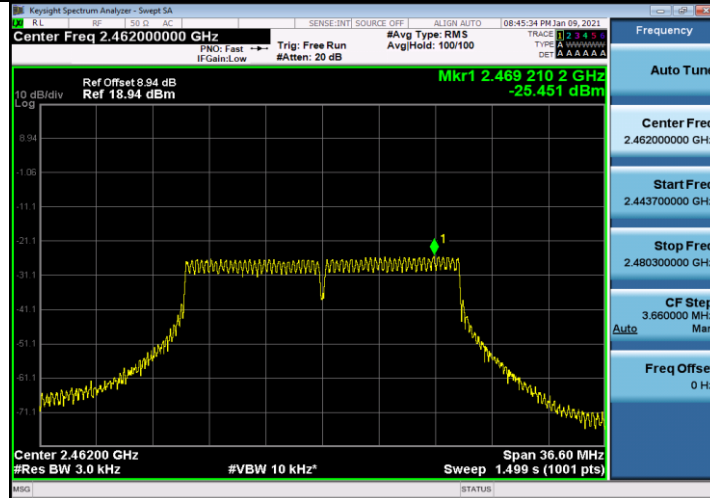 Keysight Spectrum Analyzer - Swept SA
RL RF 50 Ω AC SENSE:INT SOURCE OFF ALIGN AUTO 08:45:34 PM Jan 09, 2021
Center Freq 2.462000000 GHz
#Avg Type: RMS
TRACE 1 2 3 4 5 6
PNO: Fast
Trig: Free Run
Avg|Hold: 100/100
TYPE A WWWWW
IFGain:Low
#Atten: 20 dB
DET A A A A A A
Mkr1 2.469 210 2 GHz
-25.451 dBm
Ref Offset 8.94 dB
10 dB/div Ref 18.94 dBm
Log
8.94
-1.06
-11.1
-21.1
-31.1
-41.1
-51.1
-61.1
-71.1
1
Center 2.46200 GHz
Span 36.60 MHz
#Res BW 3.0 kHz
#VBW 10 kHz*
Sweep 1.499 s (1001 pts)
MSG
STATUS
Frequency
Auto Tune
Center Freq
2.462000000 GHz
Start Freq
2.443700000 GHz
Stop Freq
2.480300000 GHz
CF Step
3.660000 MHz
Auto Man
Freq Offset
0 Hz